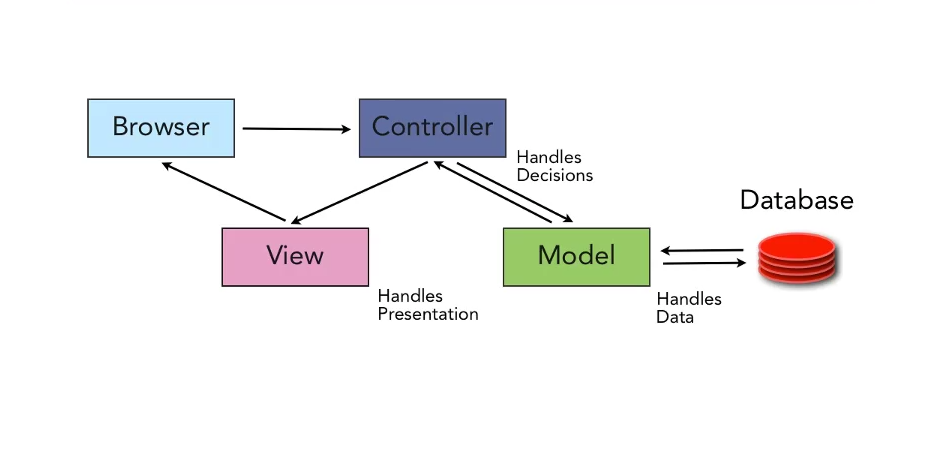 Browser
Controller
Handles
Decisions
Database
View
Model
Handles
Presentation
Handles
Data